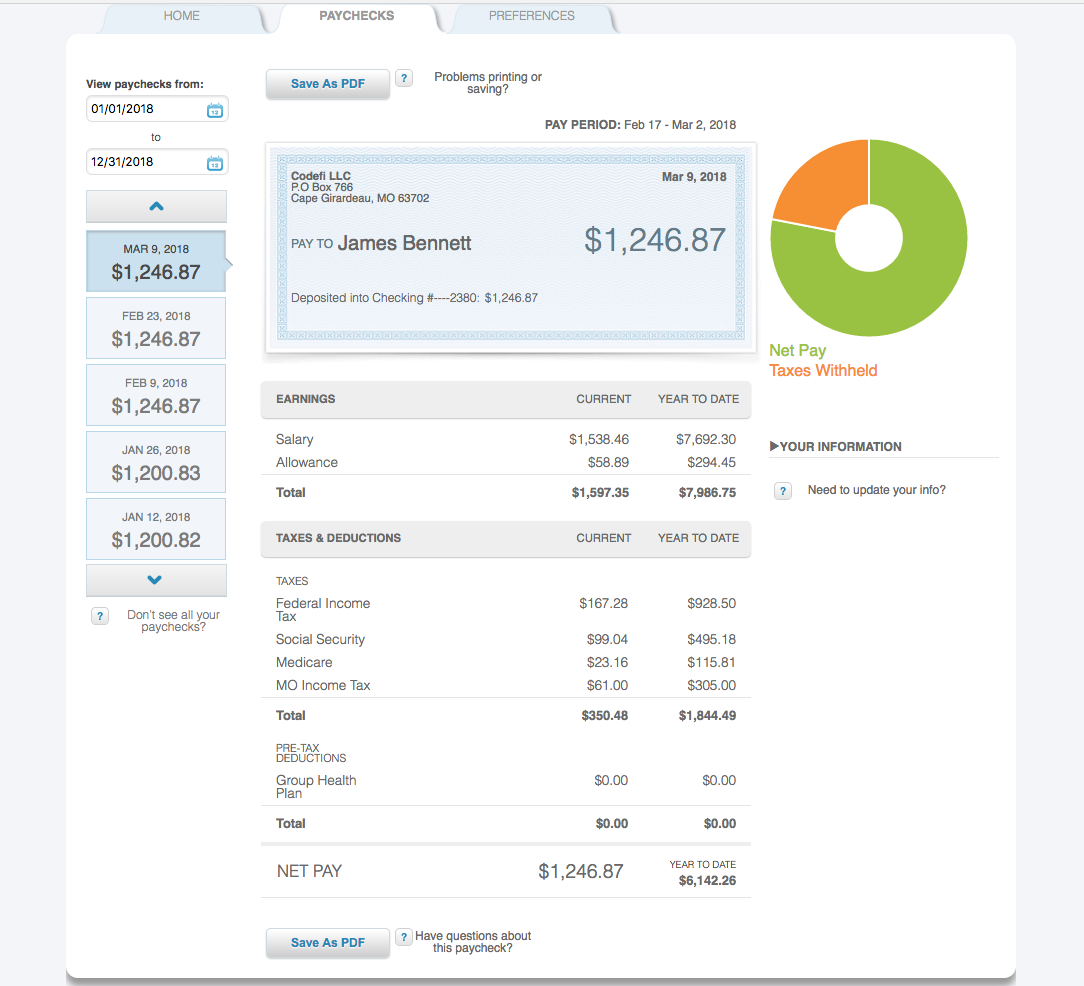 HOME
PAYCHECKS
PREFERENCES
View paychecks from:
01/01/2018
to
12/31/2018
MAR 9, 2018
$1,246.87
FEB 23, 2018
$1,246.87
FEB 9, 2018
$1,246.87
JAN 26, 2018
$1,200.83
JAN 12, 2018
$1,200.82
? Don't see all your
paychecks?
Save As PDF
? Problems printing or
saving?
PAY PERIOD: Feb 17 - Mar 2, 2018
Codefi LLC
P.O Box 766
Cape Girardeau, MO 63702
Mar 9, 2018
PAY TO James Bennett
$1,246.87
Deposited into Checking #----2380: $1,246.87
EARNINGS CURRENT YEAR TO DATE
Salary $1,538.46 $7,692.30
Allowance $58.89 $294.45
Total $1,597.35 $7,986.75
TAXES & DEDUCTIONS CURRENT YEAR TO DATE
TAXES
Federal Income
Tax $167.28 $928.50
Social Security $99.04 $495.18
Medicare $23.16 $115.81
MO Income Tax $61.00 $305.00
Total $350.48 $1,844.49
PRE-TAX
DEDUCTIONS
Group Health
Plan $0.00 $0.00
Total $0.00 $0.00
NET PAY $1,246.87
YEAR TO DATE
$6,142.26
Save As PDF
? Have questions about
this paycheck?
Net Pay
Taxes Withheld
▶YOUR INFORMATION
? Need to update your info?